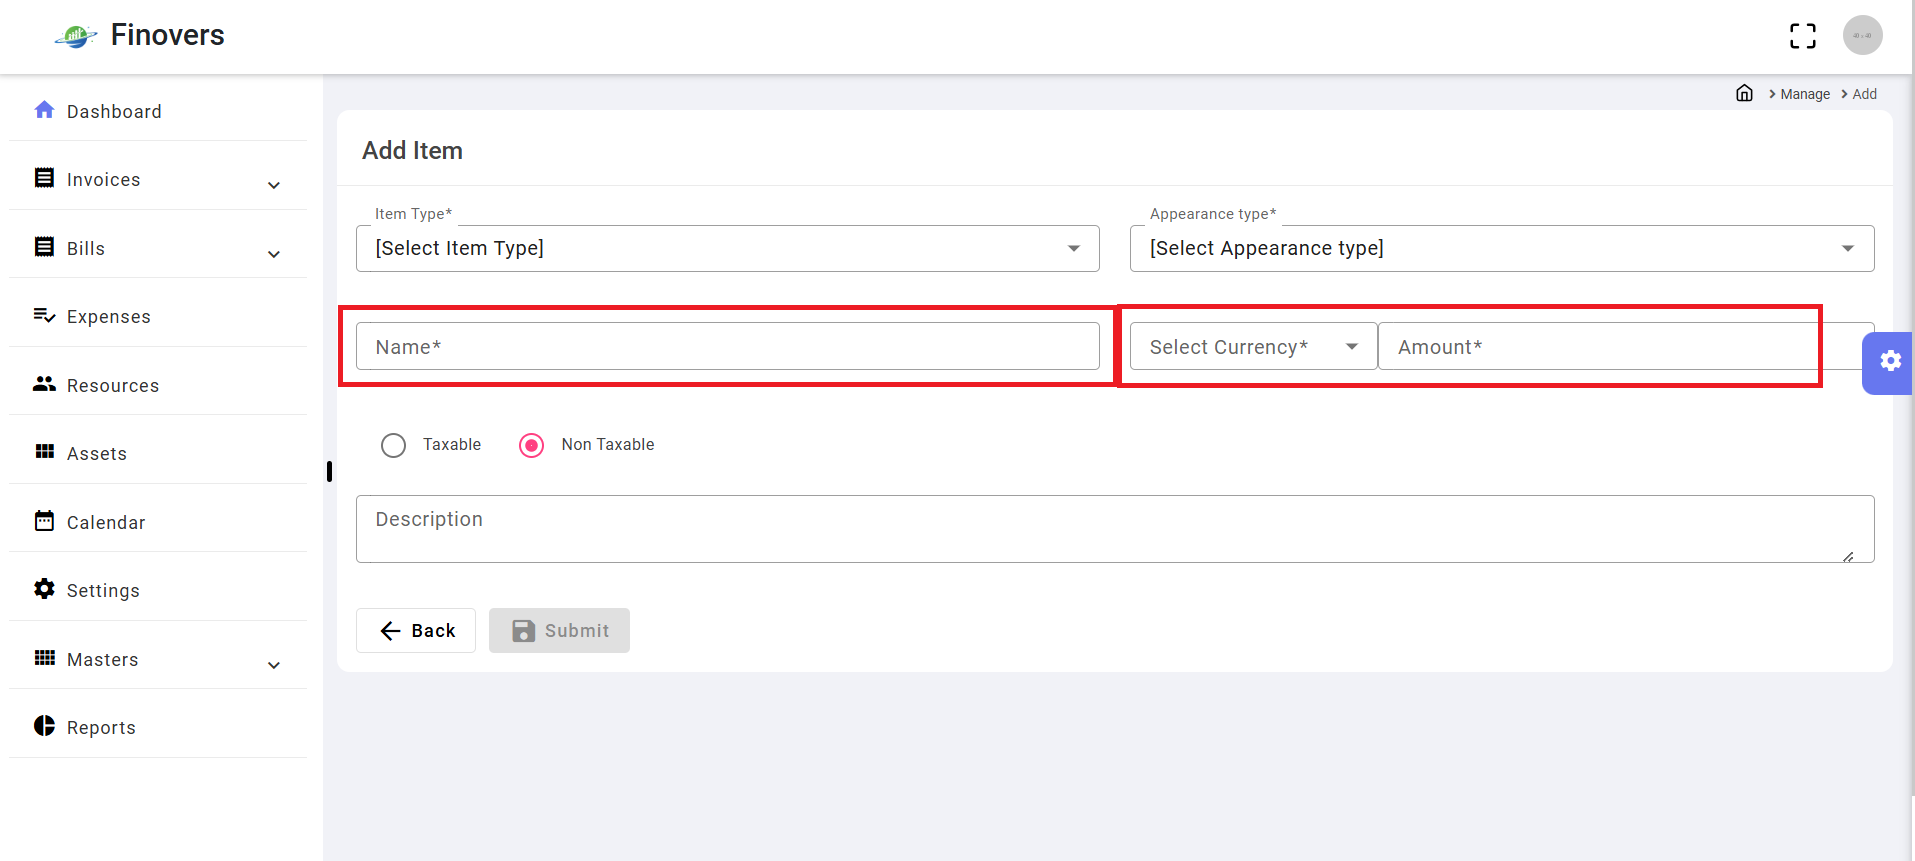 Finovers
Dashboard
Invoices
Bills
Expenses
Resources
Assets
Calendar
Settings
Masters
Reports
Manage Add
Add Item
Item Type*
[Select Item Type]
Appearance type*
[Select Appearance type]
Name*
Select Currency*
Amount*
Taxable
Non Taxable
Description
Back
Submit